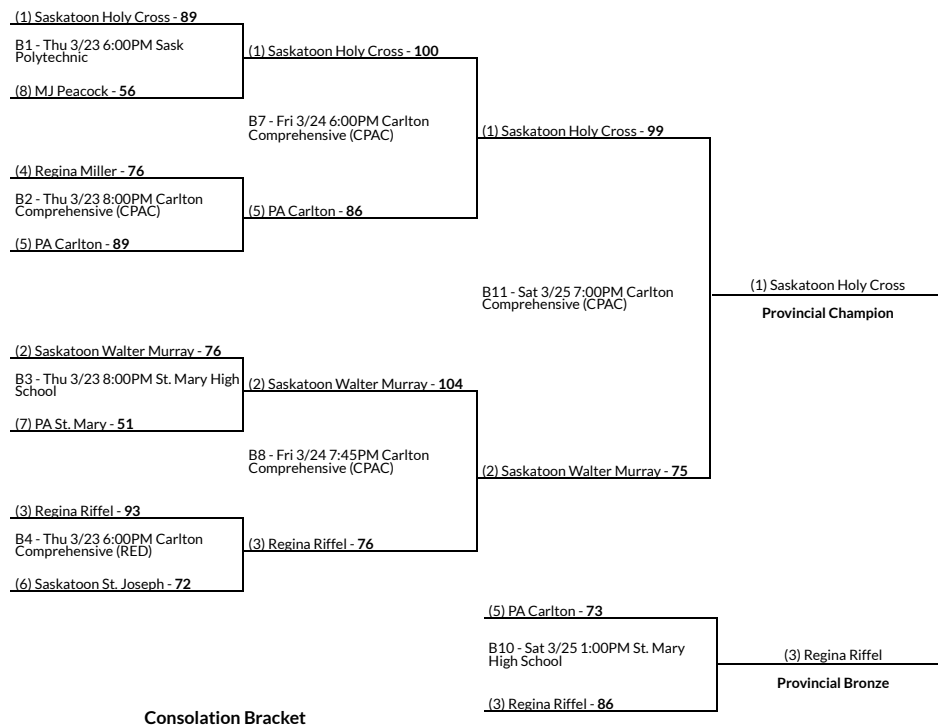 (1) Saskatoon Holy Cross - 89
B1 - Thu 3/23 6:00PM Sask
Polytechnic
(8) MJ Peacock - 56
(1) Saskatoon Holy Cross - 100
B7 - Fri 3/24 6:00PM Carlton
Comprehensive (CPAC)
(4) Regina Miller - 76
B2 - Thu 3/23 8:00PM Carlton
Comprehensive (CPAC)
(5) PA Carlton - 89
(5) PA Carlton - 86
(1) Saskatoon Holy Cross - 99
B11 - Sat 3/25 7:00PM Carlton
Comprehensive (CPAC)
(1) Saskatoon Holy Cross
Provincial Champion
(2) Saskatoon Walter Murray - 76
B3 - Thu 3/23 8:00PM St. Mary High
School
(7) PA St. Mary - 51
(2) Saskatoon Walter Murray - 104
B8 - Fri 3/24 7:45PM Carlton
Comprehensive (CPAC)
(2) Saskatoon Walter Murray - 75
(3) Regina Riffel - 93
B4 - Thu 3/23 6:00PM Carlton
Comprehensive (RED)
(6) Saskatoon St. Joseph - 72
(3) Regina Riffel - 76
(5) PA Carlton - 73
B10 - Sat 3/25 1:00PM St. Mary
High School
(3) Regina Riffel - 86
(3) Regina Riffel
Provincial Bronze
Consolation Bracket